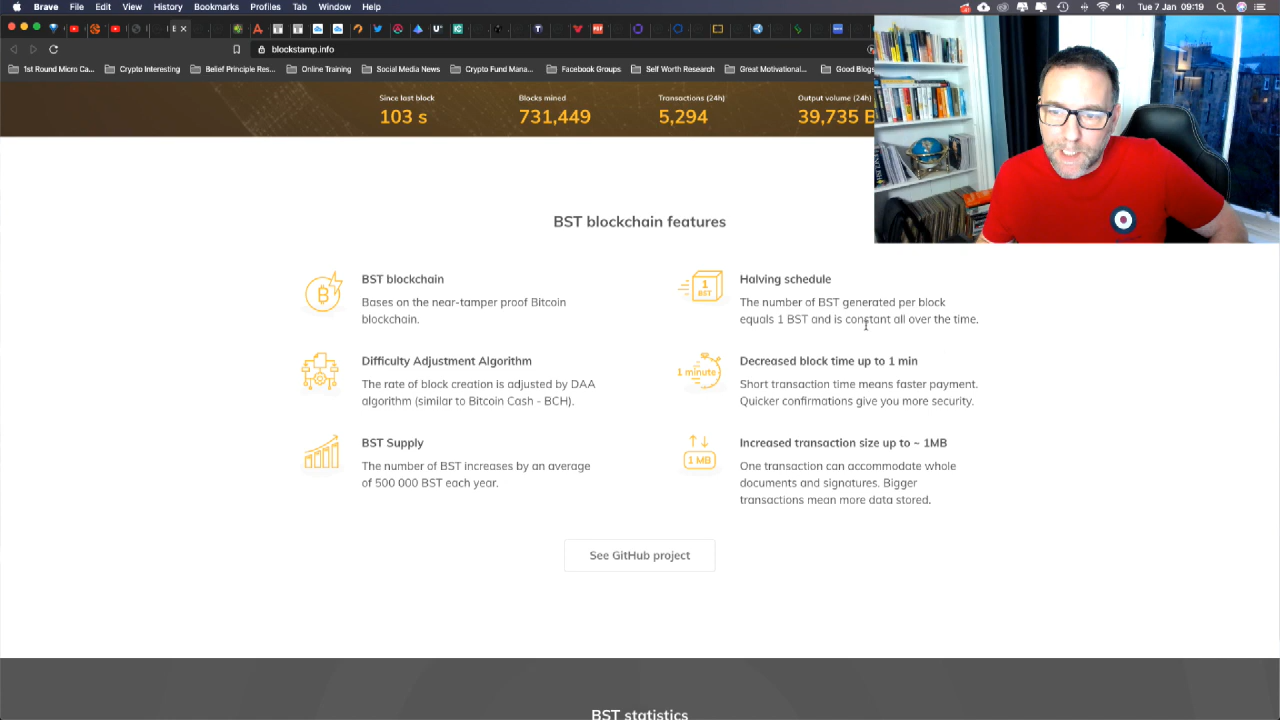 Brave File Edit View History Bookmarks Profiles Tab Window Help
Tue 7 Jan 09:19
blockstamp.info
1st Round Micro Ca... Crypto Interesting Belief Principle Res... Online Training Social Media News Crypto Fund Mana... Facebook Groups Self Worth Research Great Motivational... Good Blogs
Since last block Blocks mined Transactions (24h) Output volume (24h)
103 s 731,449 5,294 39,735 B
BST blockchain features
BST blockchain
Bases on the near-tamper proof Bitcoin
blockchain.
1
BST
Halving schedule
The number of BST generated per block
equals 1 BST and is constant all over the time.
Difficulty Adjustment Algorithm
The rate of block creation is adjusted by DAA
algorithm (similar to Bitcoin Cash - BCH).
1 minute
Decreased block time up to 1 min
Short transaction time means faster payment.
Quicker confirmations give you more security.
BST Supply
The number of BST increases by an average
of 500 000 BST each year.
1 MB
Increased transaction size up to ~ 1MB
One transaction can accommodate whole
documents and signatures. Bigger
transactions mean more data stored.
See GitHub project
BST statistics